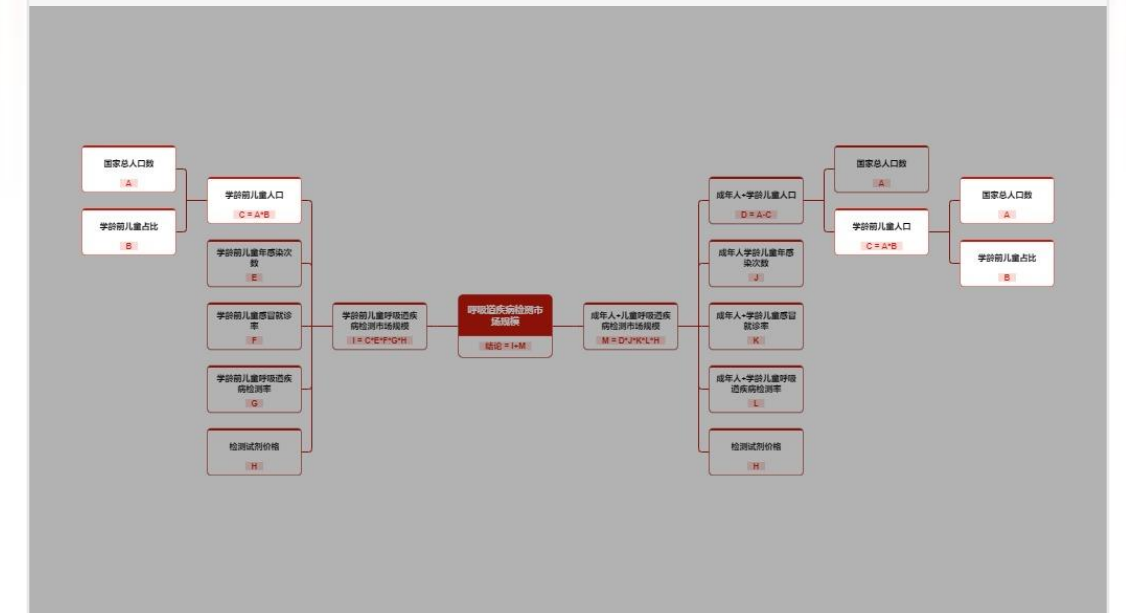 国家总人口数
A
学龄前儿童占比
B
学龄前儿童人口
C = A*B
学龄前儿童年感染次
数
E
学龄前儿童感冒就诊
率
F
学龄前儿童呼吸道疾
病检测率
G
检测试剂价格
H
学龄前儿童呼吸道疾
病检测市场规模
I = C*E*F*G*H
呼吸道疾病检测市
场规模
结论 = I+M
成年人+儿童呼吸道疾
病检测市场规模
M = D*J*K*L*H
成年人+学龄儿童人口
D = A-C
成年人学龄儿童年感
染次数
J
成年人+学龄儿童感冒
就诊率
K
成年人+学龄儿童呼吸
道疾病检测率
L
检测试剂价格
H
国家总人口数
A
学龄前儿童人口
C = A*B
国家总人口数
A
学龄前儿童占比
B